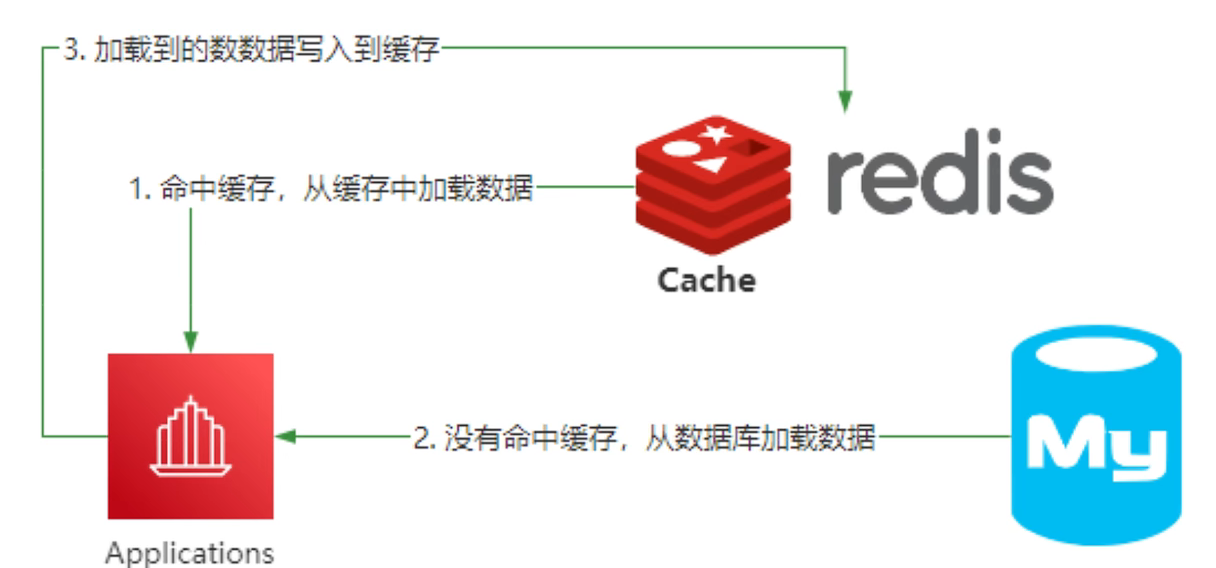 3. 加载到的数数据写入到缓存
redis
1. 命中缓存，从缓存中加载数据
Cache
My
2. 没有命中缓存，从数据库加载数据
Applications